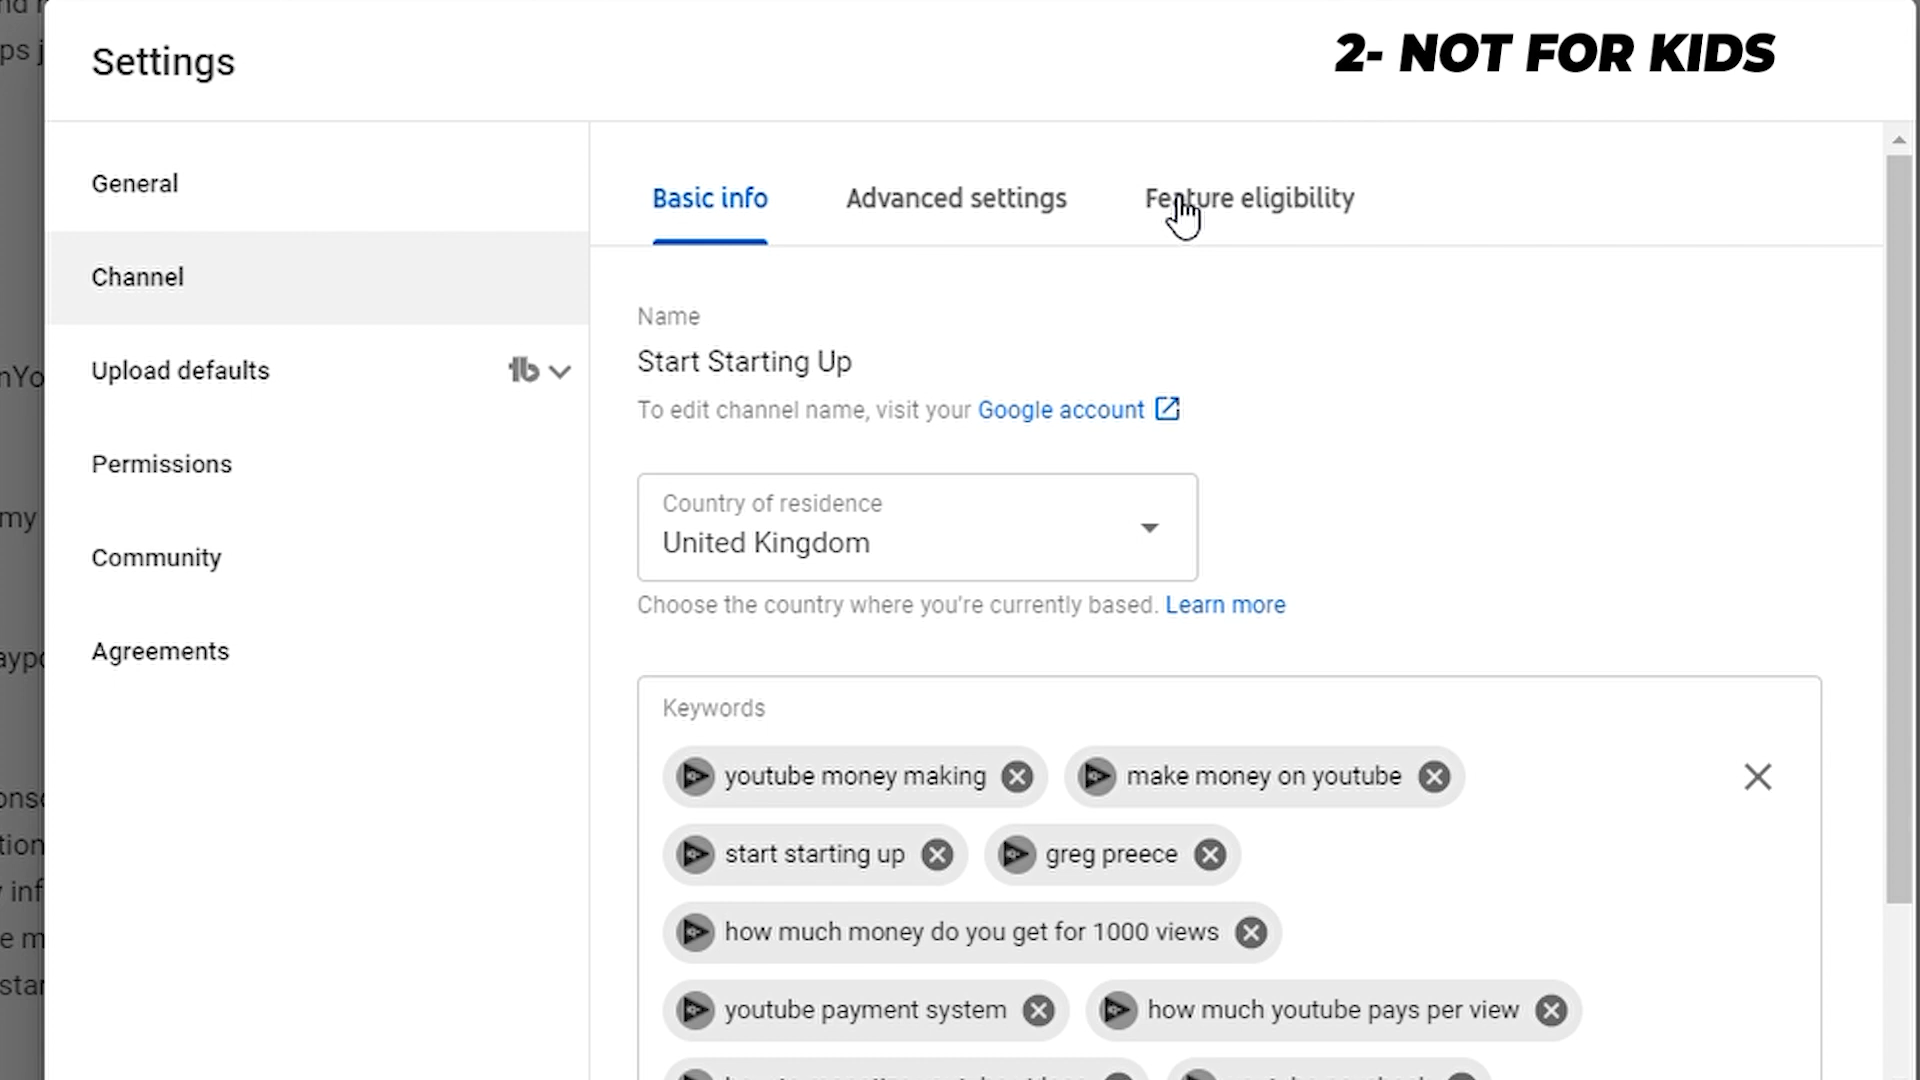 Settings
2- NOT FOR KIDS
General
Channel
Upload defaults
Permissions
Community
Agreements
Basic info Advanced settings Feature eligibility
Name
Start Starting Up
To edit channel name, visit your Google account
Country of residence
United Kingdom
Choose the country where you're currently based. Learn more
Keywords
youtube money making make money on youtube
start starting up greg preece
how much money do you get for 1000 views
youtube payment system how much youtube pays per view
my